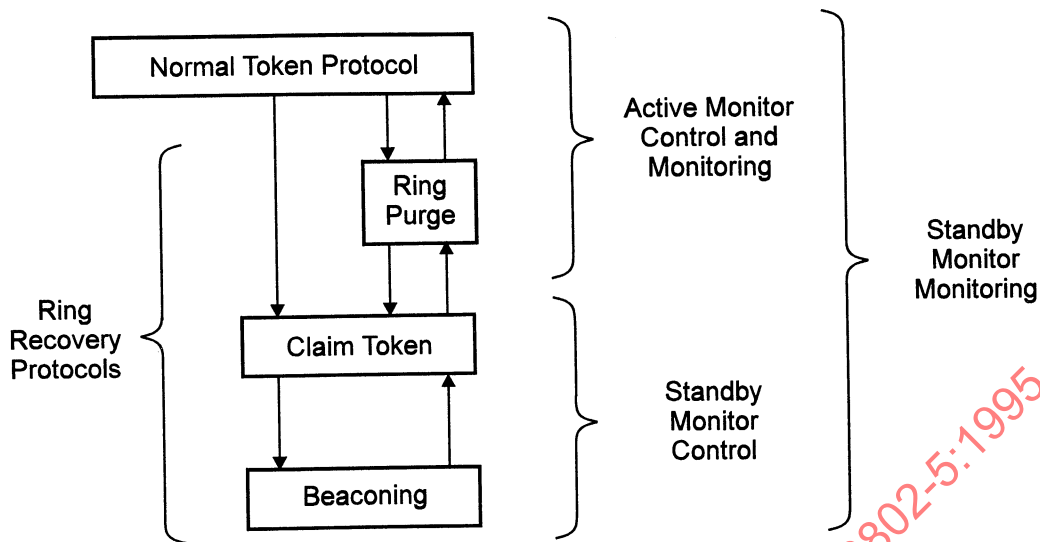 Normal Token Protocol
Ring
Purge
Claim Token
Beaconing
Ring
Recovery
Protocols
Active Monitor
Control and
Monitoring
Standby
Monitor
Control
Standby
Monitor
Monitoring
8802-5:1995